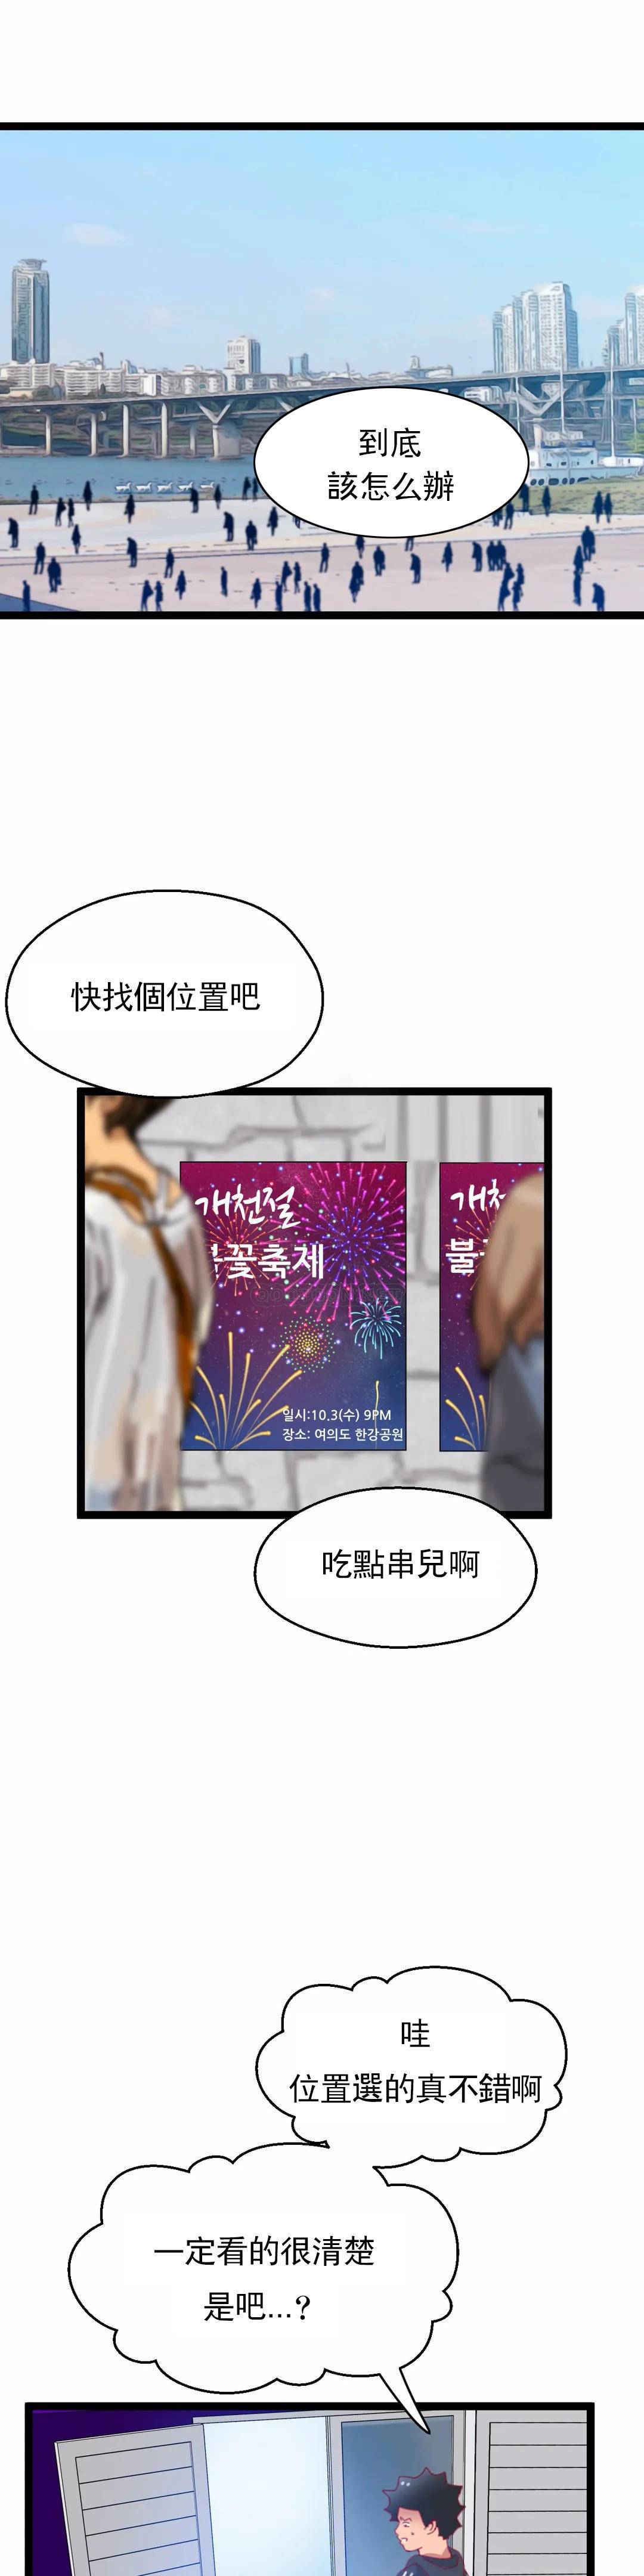 到底
該怎么辦
快找個位置吧
개천절
꽃축제
일시:10.3(수) 9PM
장소: 여의도 한강공원
개천
불
吃點串兒啊
哇
位置選的真不錯啊
一定看的很清楚
是吧...?